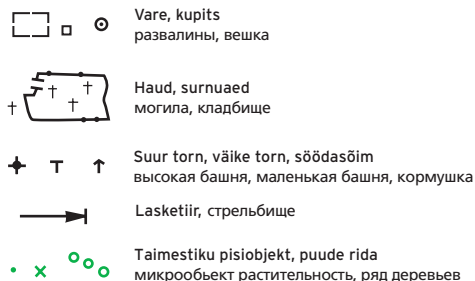 Vare, kupits
развалины, вешка
Haud, surnuaed
могила, кладбище
Suur torn, väike torn, söödasõim
высокая башня, маленькая башня, кормушка
Lasketiir, стрельбище
Taimestiku pisiobjekt, puude rida
микрообьект растительность, ряд деревьев